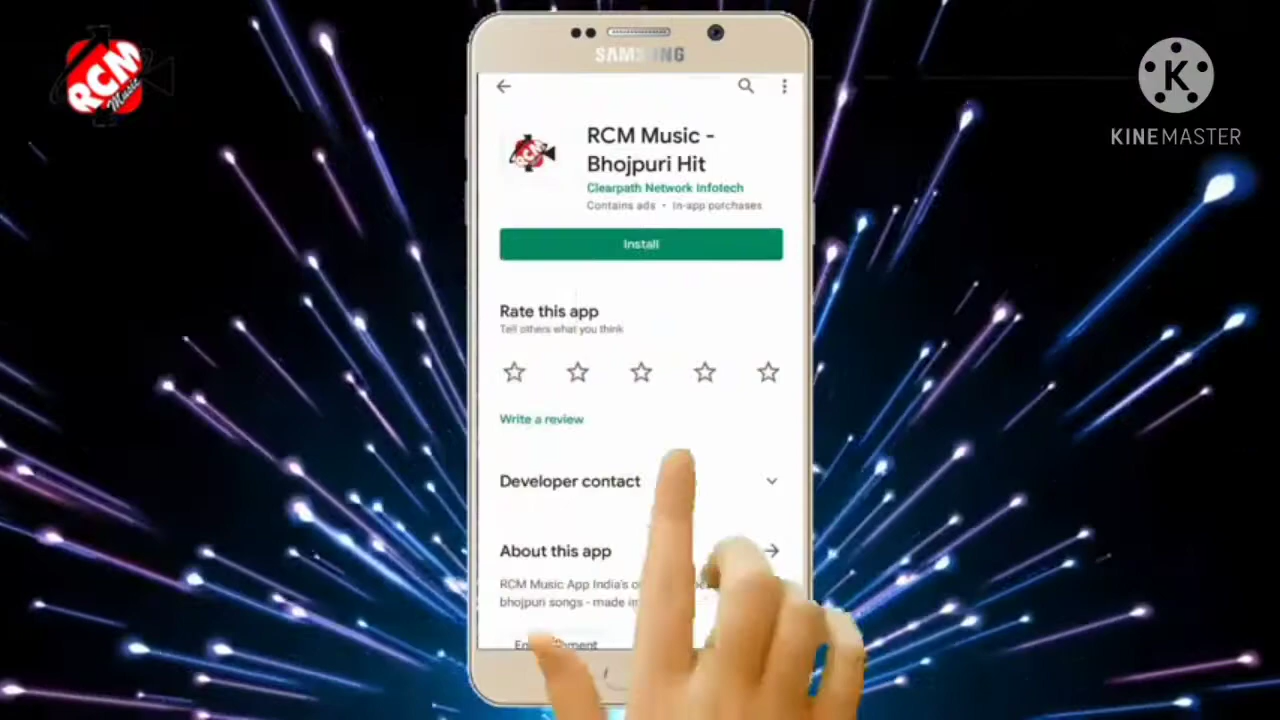 RCM
Music
KINEMASTER
SAMSUNG
RCM
RCM Music -
Bhojpuri Hit
Clearpath Network Infotech
Contains ads • In-app purchases
Install
Rate this app
Tell others what you think
Write a review
Developer contact
About this app
RCM Music App India's
bhojpuri songs - made